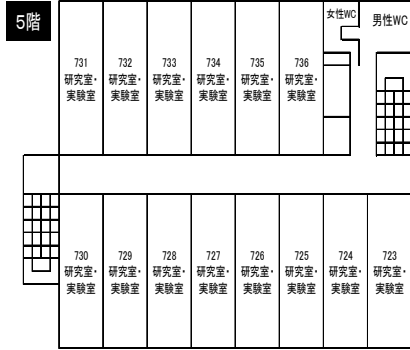 5階
女性WC
男性WC
731
研究室・
実験室
732
研究室・
実験室
733
研究室・
実験室
734
研究室・
実験室
735
研究室・
実験室
736
研究室・
実験室
730
研究室・
実験室
729
研究室・
実験室
728
研究室・
実験室
727
研究室・
実験室
726
研究室・
実験室
725
研究室・
実験室
724
研究室・
実験室
723
研究室・
実験室